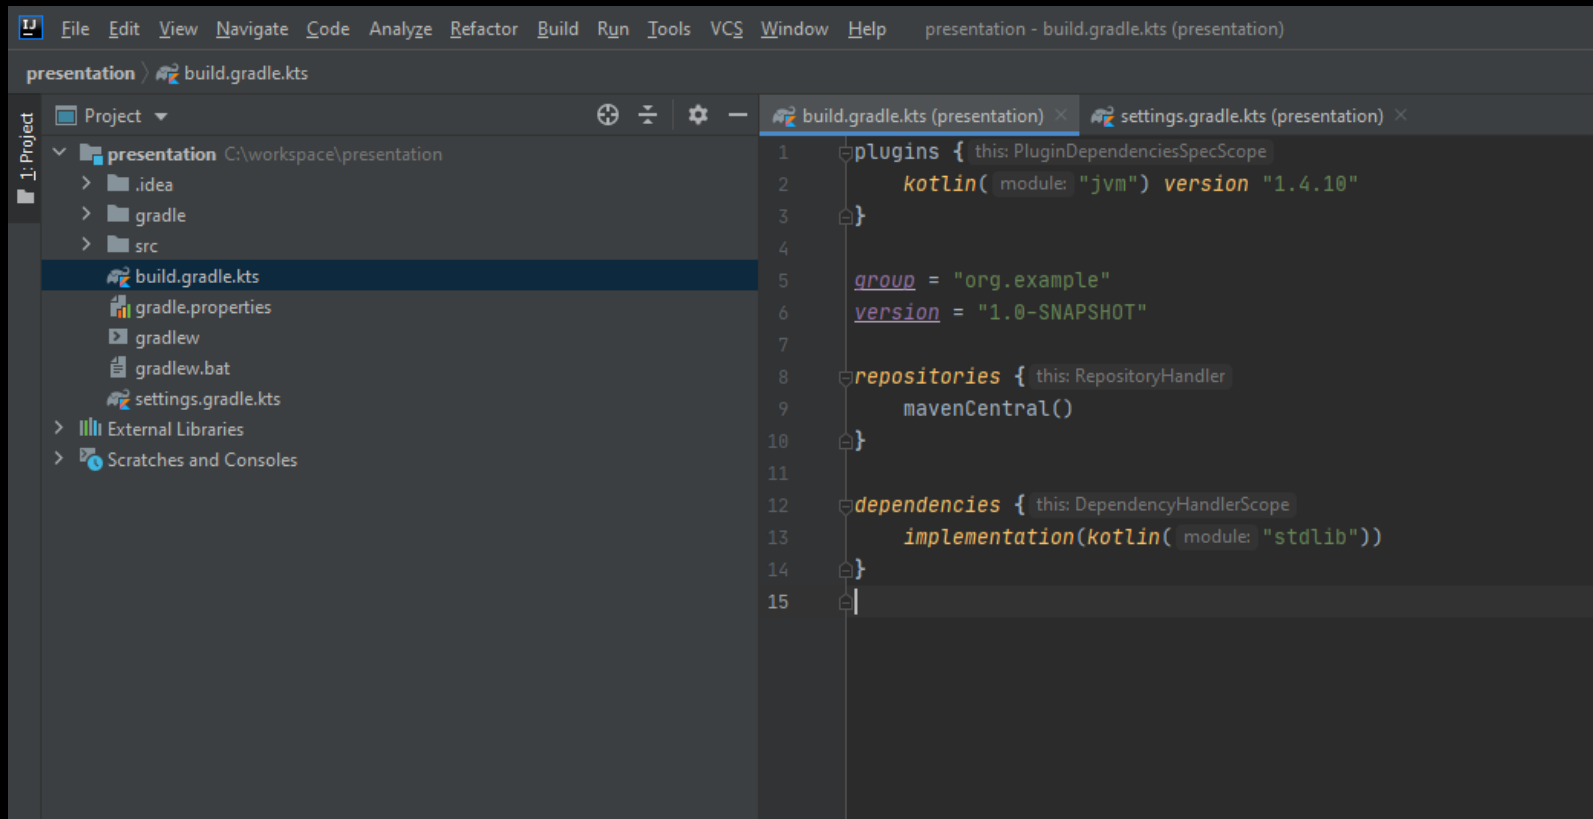 IJ File Edit View Navigate Code Analyze Refactor Build Run Tools VCS Window Help presentation - build.gradle.kts (presentation)
presentation build.gradle.kts
1: Project
Project
presentation C:\workspace\presentation
.idea
gradle
src
build.gradle.kts
gradle.properties
gradlew
gradlew.bat
settings.gradle.kts
External Libraries
Scratches and Consoles
build.gradle.kts (presentation) settings.gradle.kts (presentation)
1 plugins { this: PluginDependenciesSpecScope
2 kotlin( module: "jvm") version "1.4.10"
3 }
4
5 group = "org.example"
6 version = "1.0-SNAPSHOT"
7
8 repositories { this: RepositoryHandler
9 mavenCentral()
10 }
11
12 dependencies { this: DependencyHandlerScope
13 implementation(kotlin( module: "stdlib"))
14 }
15